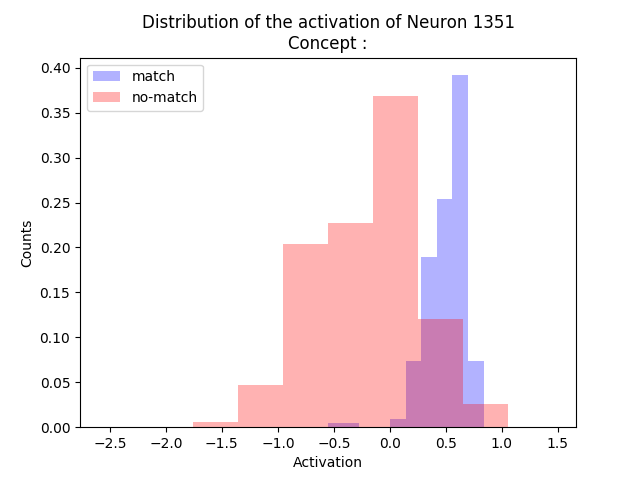 Distribution of the activation of Neuron 1351
Concept :
match
no-match
0.40
0.35
0.30
0.25
0.20
0.15
0.10
0.05
0.00
Counts
−2.5 −2.0 −1.5 −1.0 −0.5 0.0 0.5 1.0 1.5
Activation